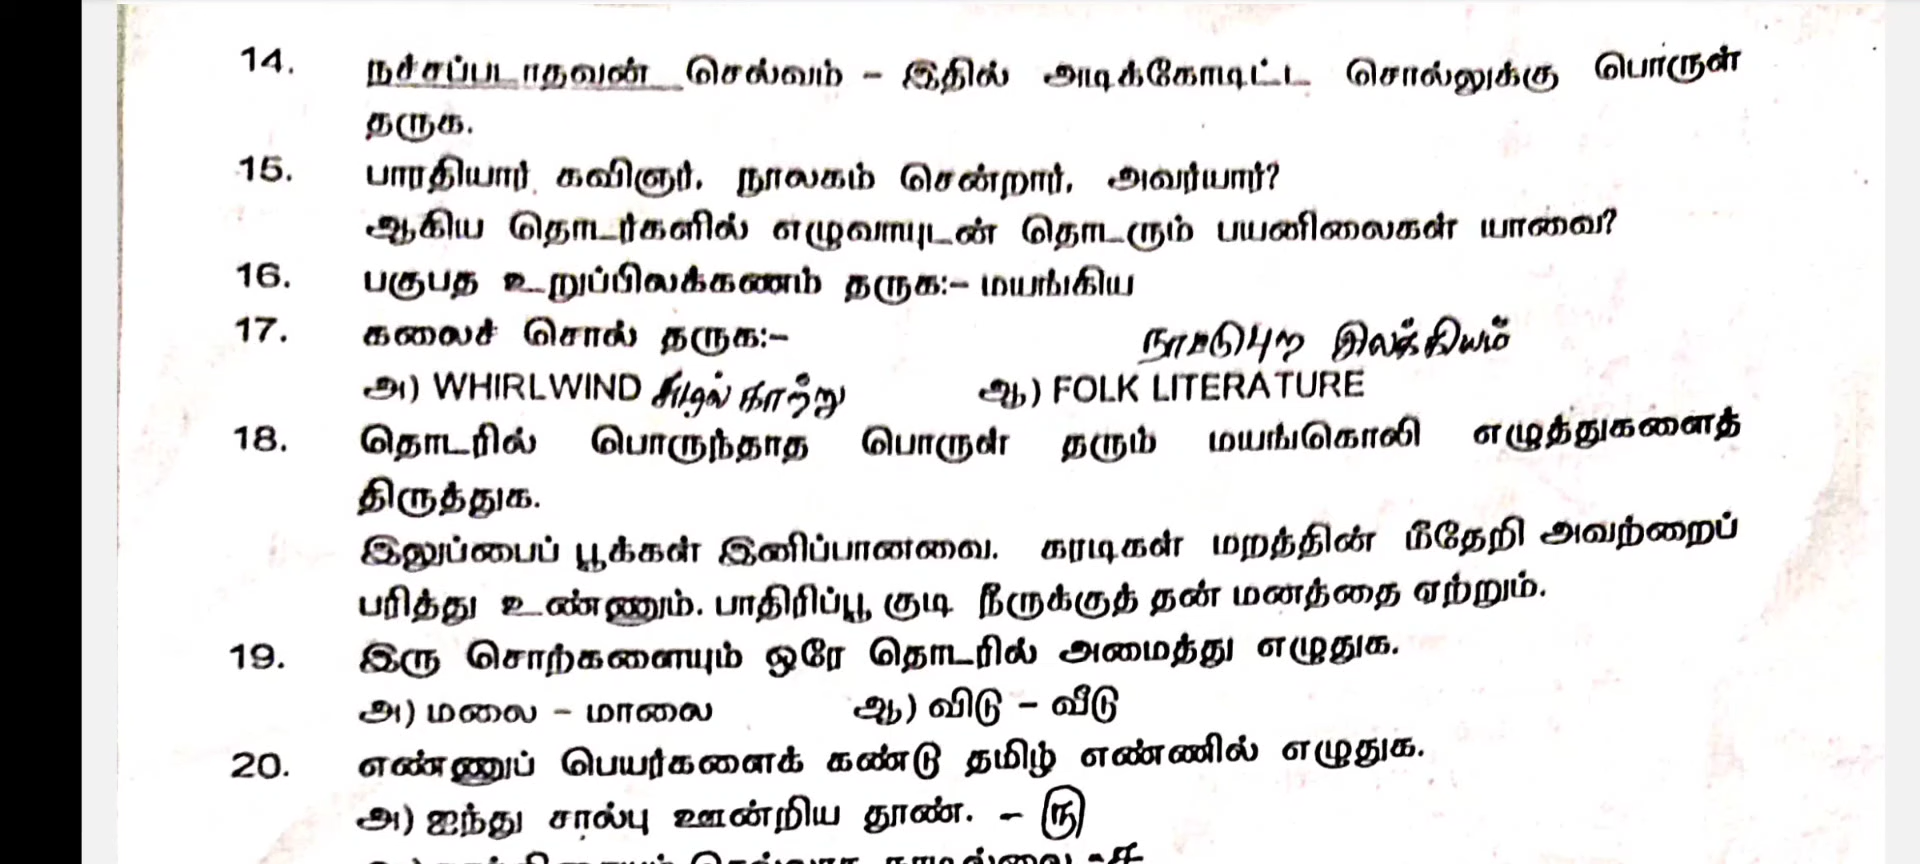 14. நச்சப்படாதவன் செல்வம் – இதில் அடிக்கோடிட்ட சொல்லுக்கு பொருள்
தருக.
15. பாரதியார் கவிஞர், நூலகம் சென்றார், அவர்யார்?
ஆகிய தொடர்களில் எழுவாயுடன் தொடரும் பயனிலைகள் யாவை?
16. பகுபத உறுப்பிலக்கணம் தருக:– மயங்கிய
17. கலைச் சொல் தருக:– நாட்டுபுற இலக்கியம்
அ) WHIRLWIND சுழல் காற்று ஆ) FOLK LITERATURE
18. தொடரில் பொருந்தாத பொருள் தரும் மயங்கொலி எழுத்துகளைத்
திருத்துக.
இலுப்பைப் பூக்கள் இனிப்பானவை. கரடிகள் மறத்தின் மீதேறி அவற்றைப்
பரித்து உண்ணும். பாதிரிப்பூ குடி நீருக்குத் தன் மனத்தை ஏற்றும்.
19. இரு சொற்களையும் ஒரே தொடரில் அமைத்து எழுதுக.
அ) மலை – மாலை ஆ) விடு – வீடு
20. எண்ணுப் பெயர்களைக் கண்டு தமிழ் எண்ணில் எழுதுக.
அ) ஐந்து சால்பு ஊன்றிய தூண். – ரு